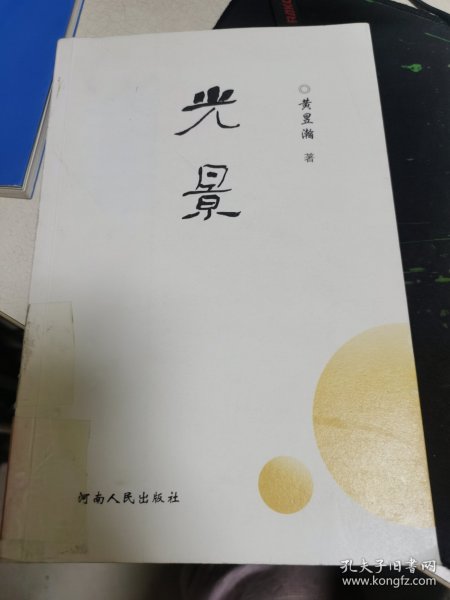 光景
◎黄昱瀚 著
河南人民出版社
孔夫子旧书网
www.kongfz.com